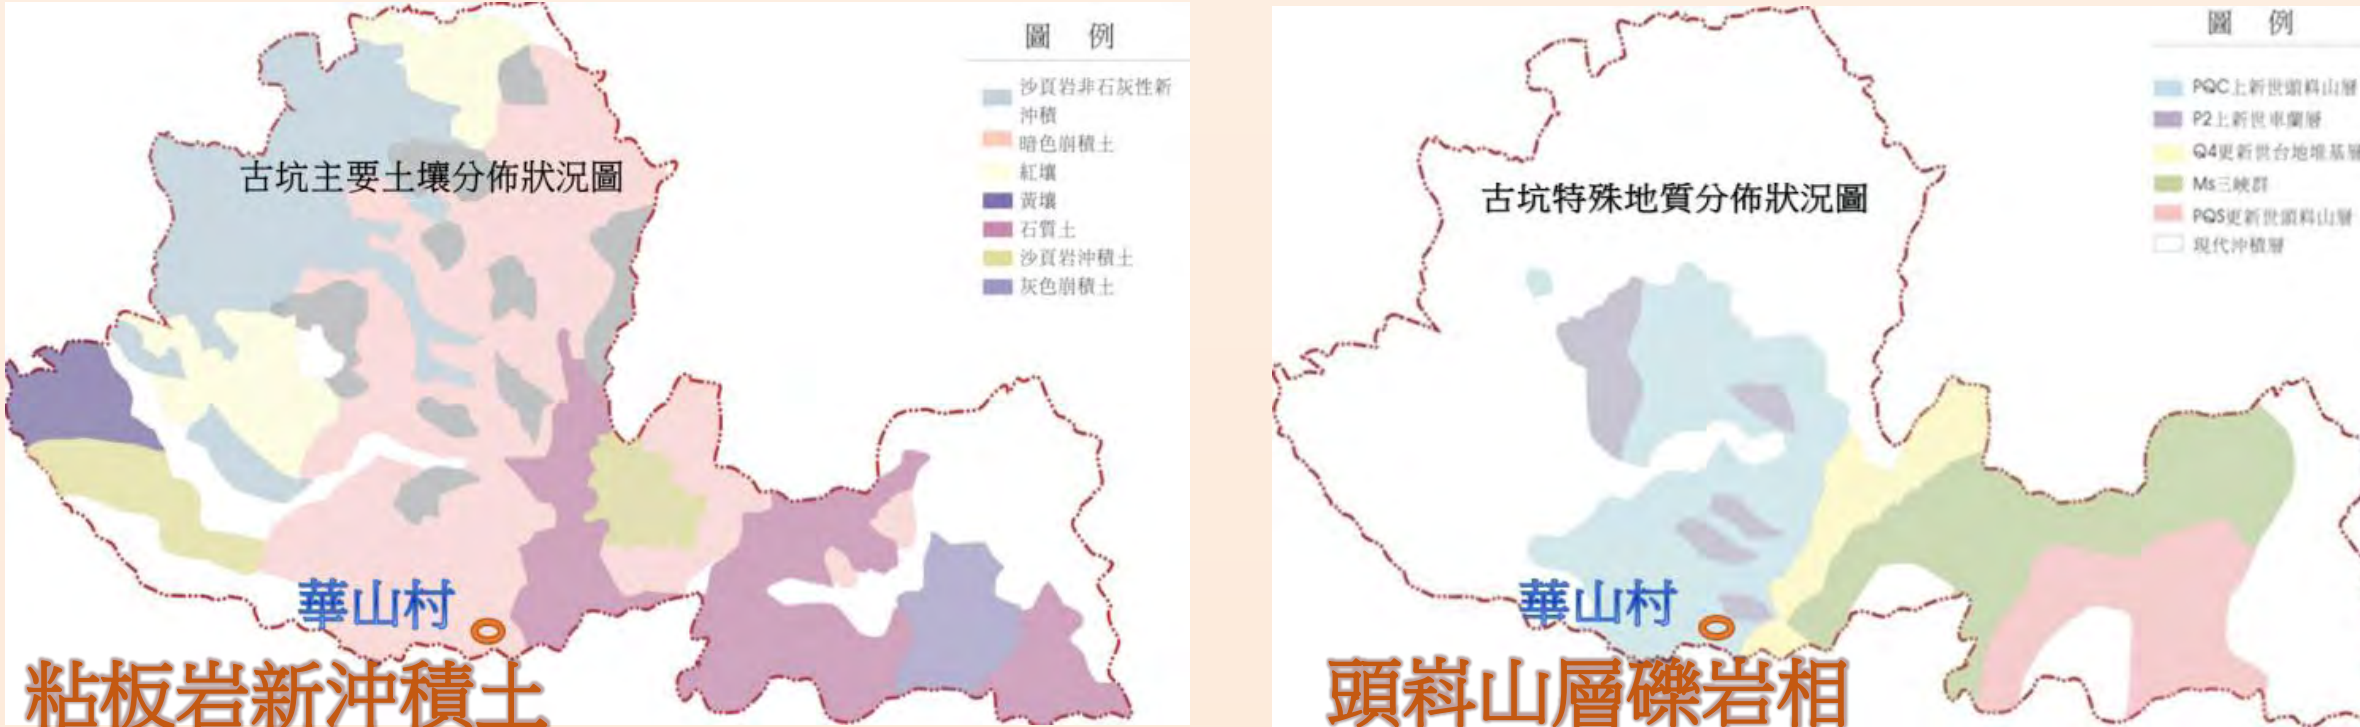 圖 例
沙頁岩非石灰性新
沖積
暗色崩積土
紅壤
黃壤
石質土
沙頁岩沖積土
灰色崩積土
古坑主要土壤分佈狀況圖
華山村
粘板岩新沖積土
圖 例
PQC上新世頭料山層
P2上新世卓蘭層
Q4更新世台地堆基層
Ms三峽群
PQS更新世頭料山層
現代沖積層
古坑特殊地質分佈狀況圖
華山村
頭嵙山層礫岩相